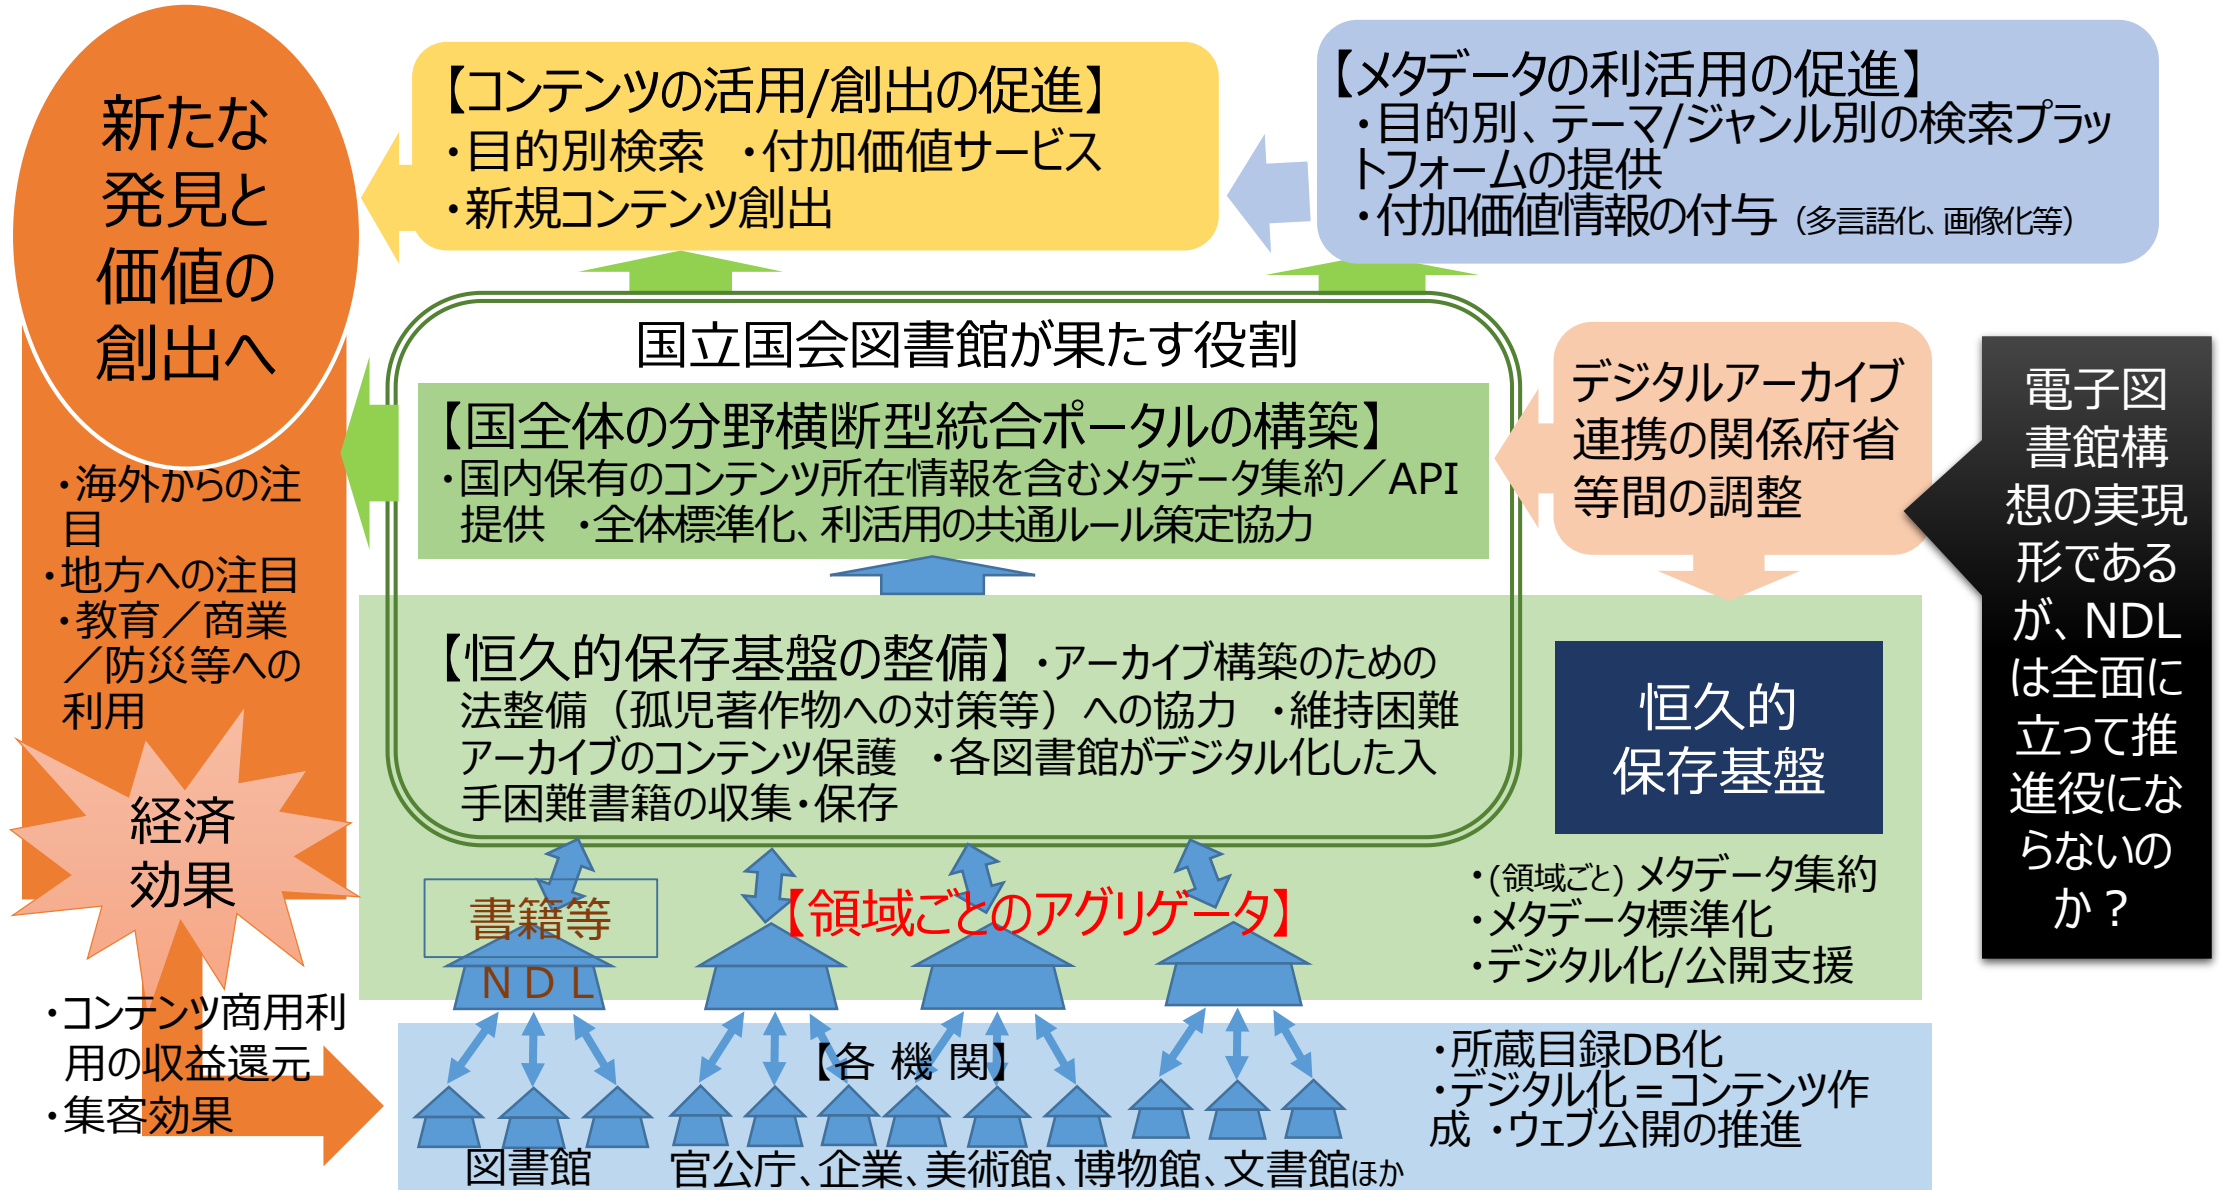 新たな
発見と
価値の
創出へ
【コンテンツの活用/創出の促進】
・目的別検索　・付加価値サービス
・新規コンテンツ創出
【メタデータの利活用の促進】
・目的別、テーマ/ジャンル別の検索プラッ
トフォームの提供
・付加価値情報の付与（多言語化、画像化等）
国立国会図書館が果たす役割
【国全体の分野横断型統合ポータルの構築】
・国内保有のコンテンツ所在情報を含むメタデータ集約／API
提供　・全体標準化、利活用の共通ルール策定協力
デジタルアーカイブ
連携の関係府省
等間の調整
電子図
書館構
想の実現
形である
が、NDL
は全面に
立って推
進役にな
らないの
か？
・海外からの注
目
・地方への注目
・教育／商業
／防災等への
利用
【恒久的保存基盤の整備】・アーカイブ構築のための
法整備（孤児著作物への対策等）への協力　・維持困難
アーカイブのコンテンツ保護　・各図書館がデジタル化した入
手困難書籍の収集・保存
恒久的
保存基盤
経済
効果
書籍等
ＮＤＬ
【領域ごとのアグリゲータ】
・(領域ごと) メタデータ集約
・メタデータ標準化
・デジタル化/公開支援
・コンテンツ商用利
用の収益還元
・集客効果
【各 機 関】
・所蔵目録DB化
・デジタル化＝コンテンツ作
成 ・ウェブ公開の推進
図書館
官公庁、企業、美術館、博物館、文書館ほか